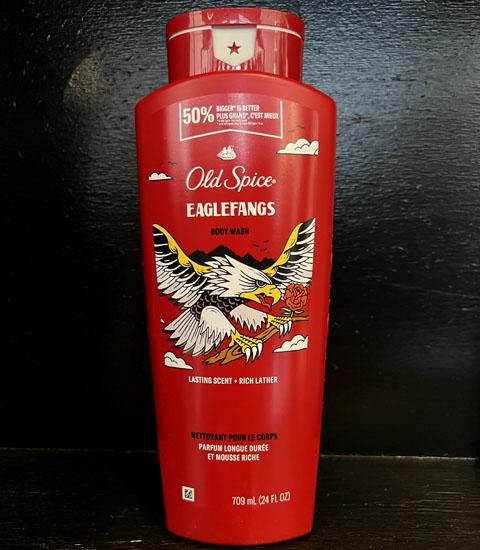 50%
BIGGER* IS BETTER
PLUS GRAND*, C'EST MIEUX
Old Spice®
EAGLEFANGS
BODY WASH
LASTING SCENT + RICH LATHER
NETTOYANT POUR LE CORPS
PARFUM LONGUE DURÉE
ET MOUSSE RICHE
709 mL (24 FL OZ)